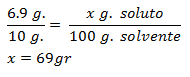 6.9 g. / 10 g. = x g. soluto / 100 g. solvente
x = 69gr